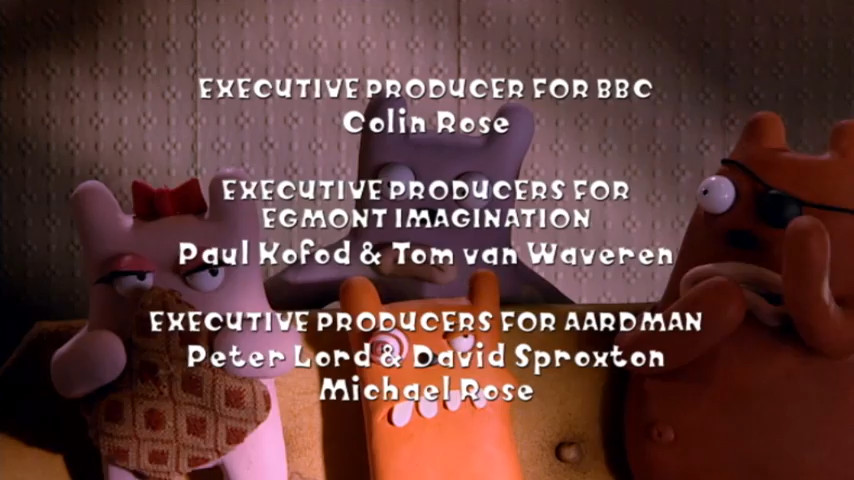 EXECUTIVE PRODUCER FOR BBC
Colin Rose
EXECUTIVE PRODUCERS FOR
EGMONT IMAGINATION
Paul Kofod & Tom van Waveren
EXECUTIVE PRODUCERS FOR AARDMAN
Peter Lord & David Sproxton
Michael Rose